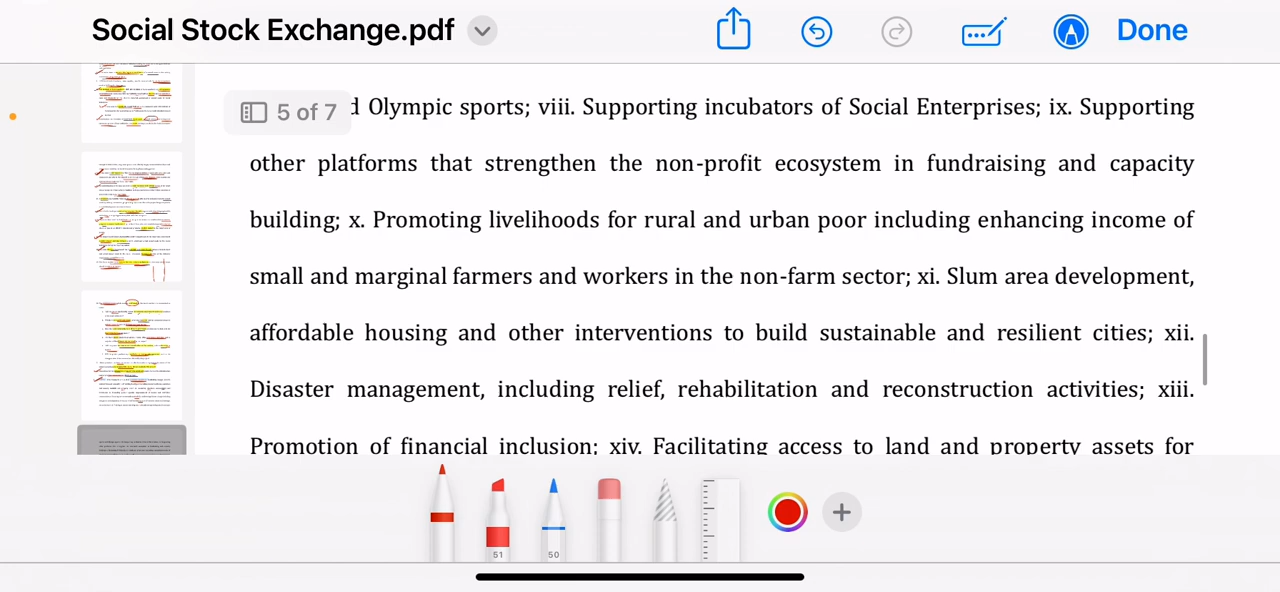 Social Stock Exchange.pdf
Done
5 of 7
d Olympic sports; viii. Supporting incubators of Social Enterprises; ix. Supporting
other platforms that strengthen the non-profit ecosystem in fundraising and capacity
building; x. Promoting livelihoods for rural and urban poor including enhancing income of
small and marginal farmers and workers in the non-farm sector; xi. Slum area development,
affordable housing and other interventions to build sustainable and resilient cities; xii.
Disaster management, including relief, rehabilitation and reconstruction activities; xiii.
Promotion of financial inclusion; xiv. Facilitating access to land and property assets for
51
50